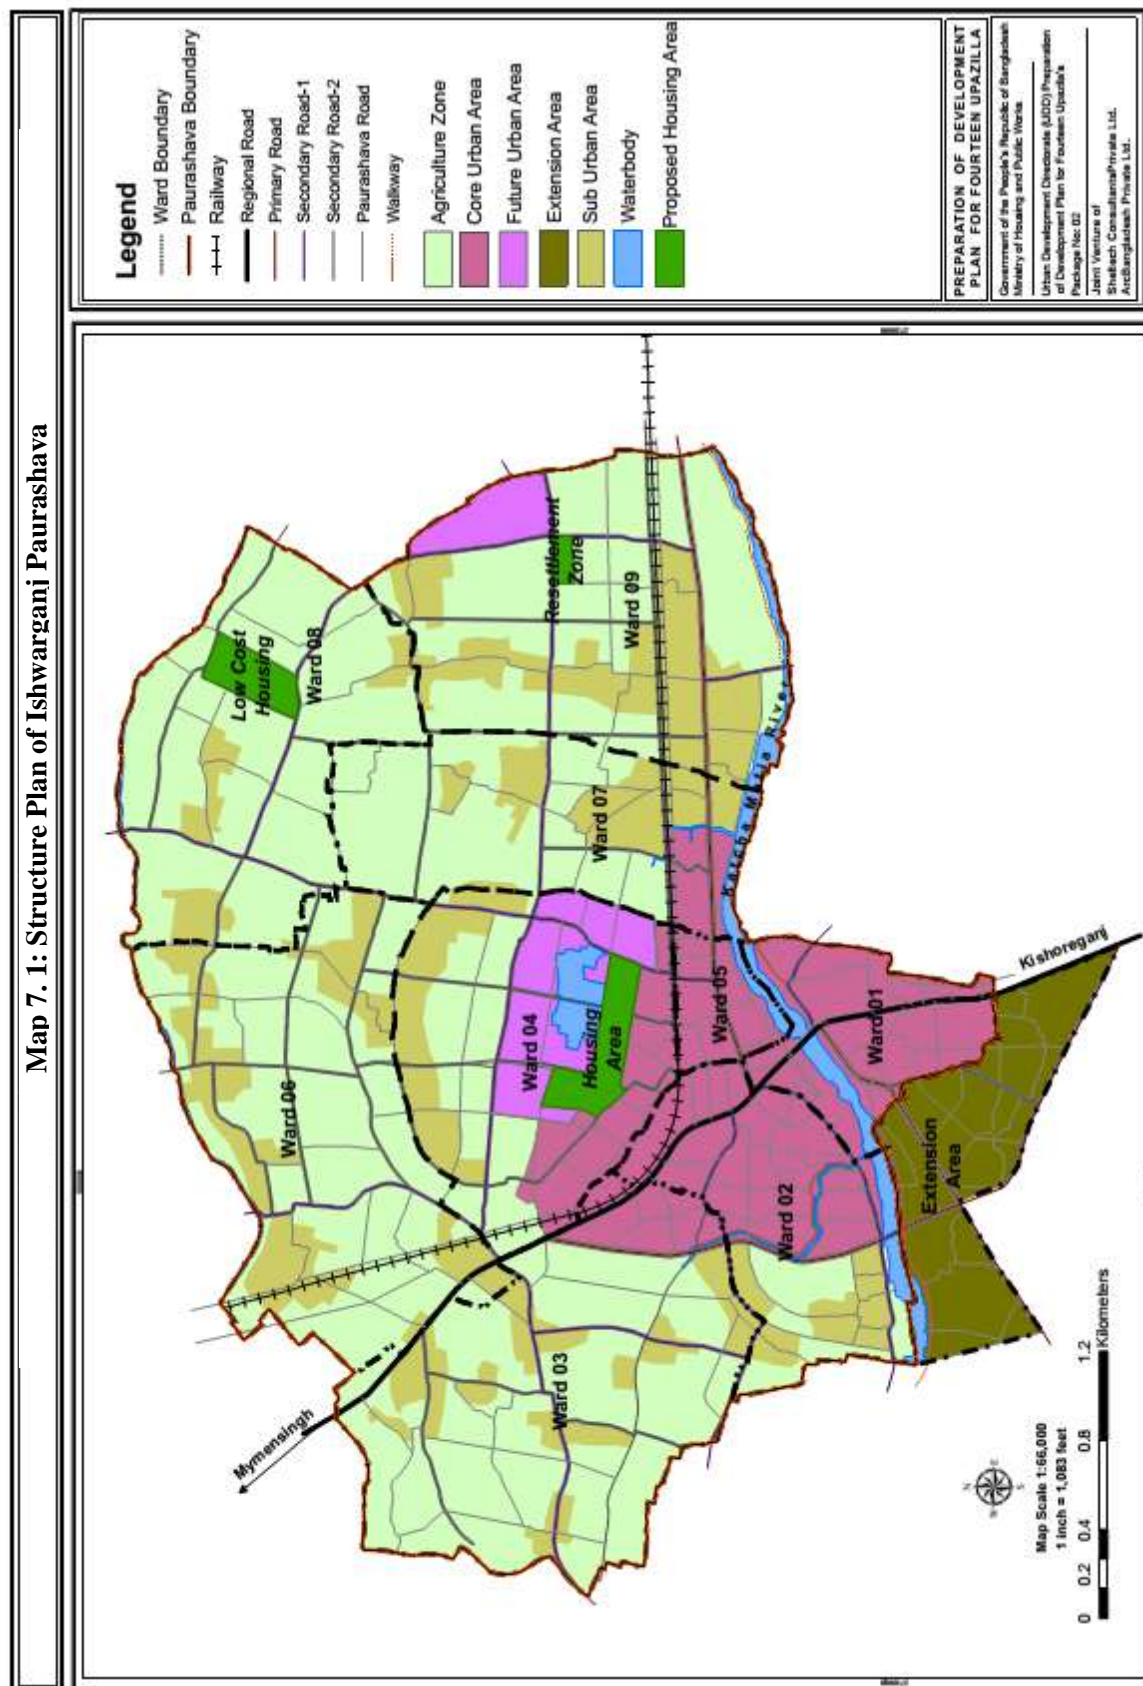 Map 7. 1: Structure Plan of Ishwarganj Paurashava
Mymensingh
Ward 06
Ward 08
Low Cost
Housing
Ward 03
Ward 04
Housing
Area
Ward 07
Resettlement
Zone
Ward 09
Ward 02
Ward 05
Ward 01
Katcha Matia River
Extension
Area
Kishoreganj
N
Map Scale 1:66,000
1 inch = 1,083 feet
0 0.2 0.4 0.8 1.2
Kilometers
Legend
Ward Boundary
Paurashava Boundary
Railway
Regional Road
Primary Road
Secondary Road-1
Secondary Road-2
Paurashava Road
Walkway
Agriculture Zone
Core Urban Area
Future Urban Area
Extension Area
Sub Urban Area
Waterbody
Proposed Housing Area
PREPARATION OF DEVELOPMENT
PLAN FOR FOURTEEN UPAZILLA
Government of the People's Republic of Bangladesh
Ministry of Housing and Public Works
Urban Development Directorate (UDD) Preparation
of Development Plan for Fourteen Upazila's
Package No: 02
Joint Venture of
Sheltech Consultants Private Ltd.
ArcBangladesh Private Ltd.